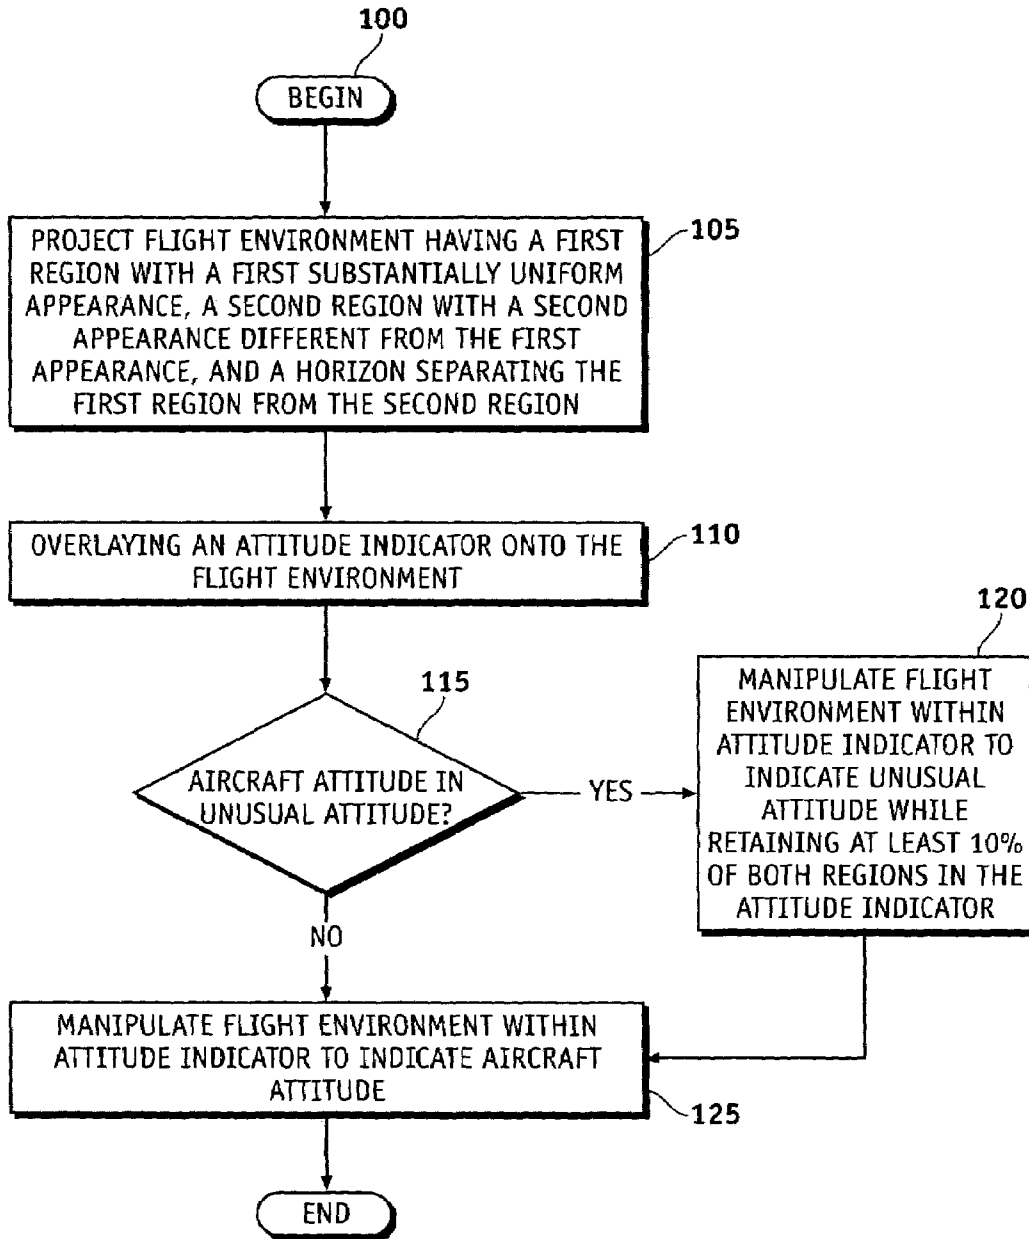 100
BEGIN
105
PROJECT FLIGHT ENVIRONMENT HAVING A FIRST
REGION WITH A FIRST SUBSTANTIALLY UNIFORM
APPEARANCE, A SECOND REGION WITH A SECOND
APPEARANCE DIFFERENT FROM THE FIRST
APPEARANCE, AND A HORIZON SEPARATING THE
FIRST REGION FROM THE SECOND REGION
110
OVERLAYING AN ATTITUDE INDICATOR ONTO THE
FLIGHT ENVIRONMENT
115
AIRCRAFT ATTITUDE IN
UNUSUAL ATTITUDE?
YES
120
MANIPULATE FLIGHT
ENVIRONMENT WITHIN
ATTITUDE INDICATOR TO
INDICATE UNUSUAL
ATTITUDE WHILE
RETAINING AT LEAST 10%
OF BOTH REGIONS IN THE
ATTITUDE INDICATOR
NO
MANIPULATE FLIGHT ENVIRONMENT WITHIN
ATTITUDE INDICATOR TO INDICATE AIRCRAFT
ATTITUDE
125
END